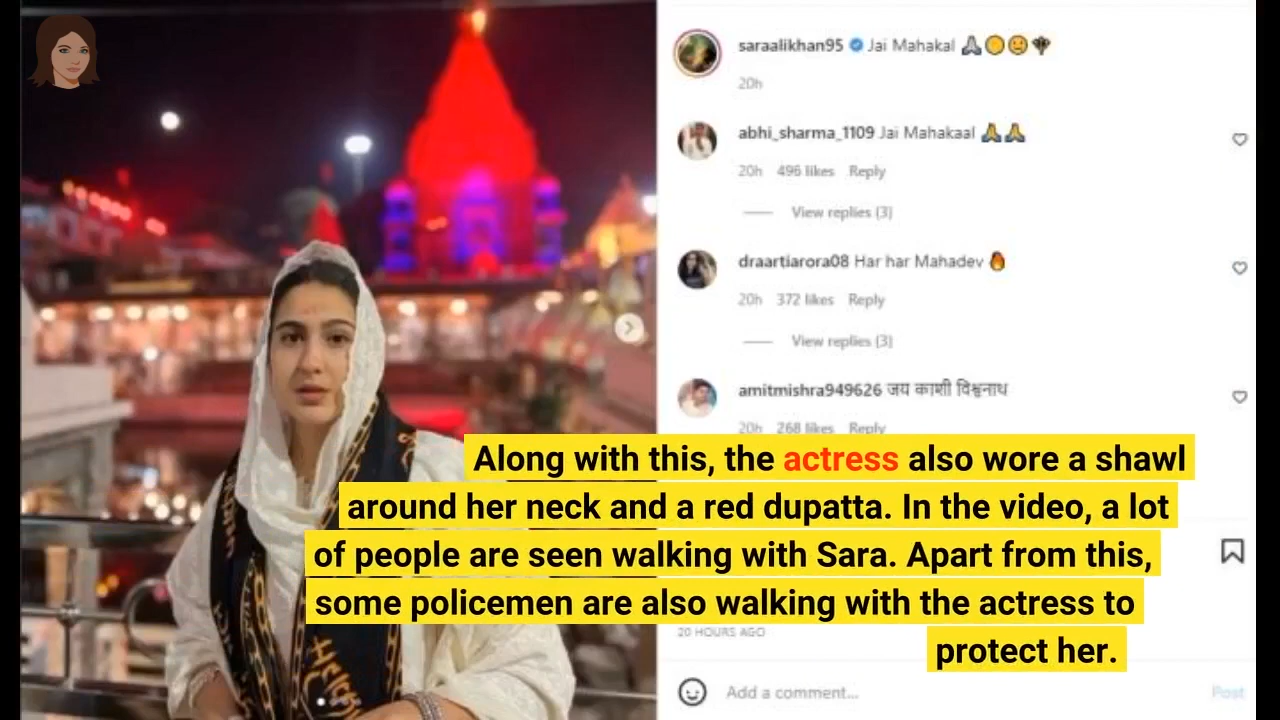 saraalikhan95 Jai Mahakal
20h
abhi_sharma_1109 Jai Mahakaal
20h 496 likes Reply
View replies (3)
draartiarora08 Har har Mahadev
20h 372 likes Reply
View replies (3)
amitmishra949626 जय काशी विश्वनाथ
20h 268 likes Reply
Along with this, the actress also wore a shawl
around her neck and a red dupatta. In the video, a lot
of people are seen walking with Sara. Apart from this,
some policemen are also walking with the actress to
protect her.
20 HOURS AGO
Add a comment...
Post